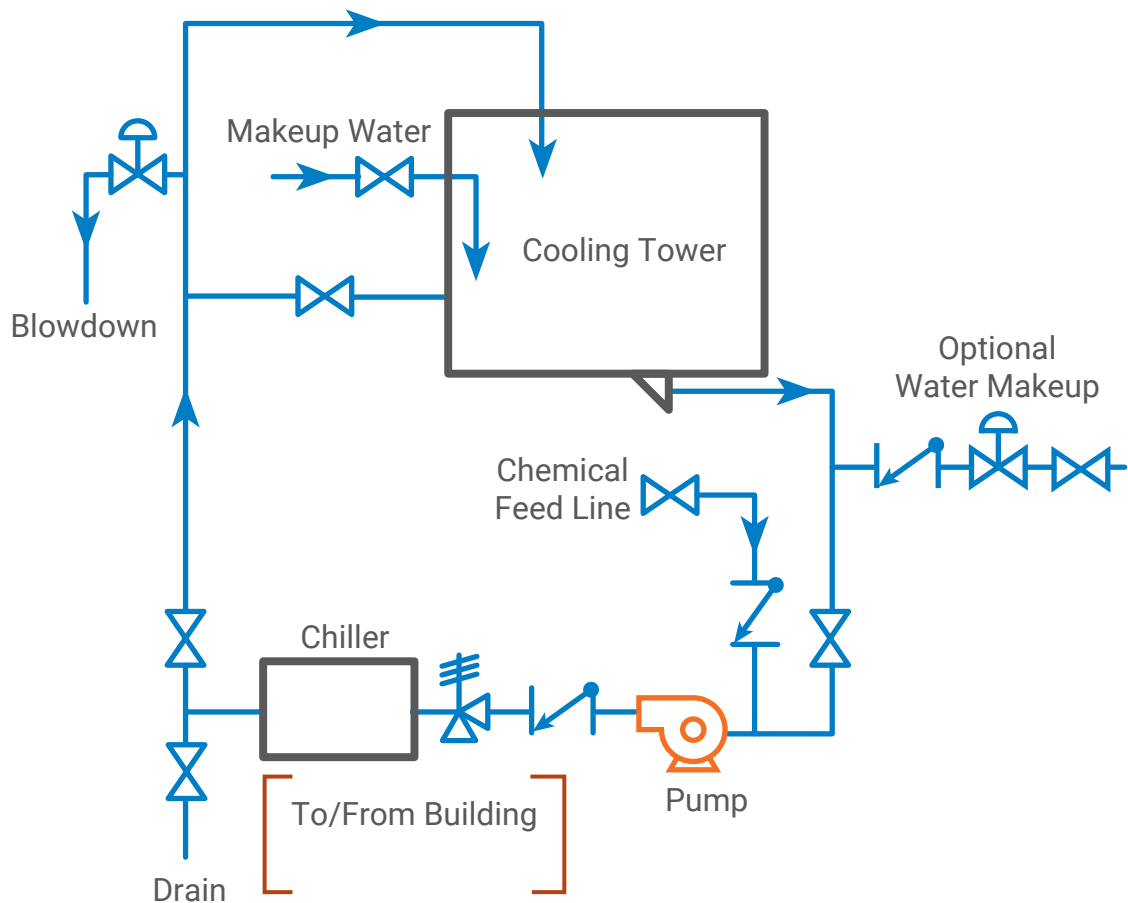 Makeup Water
Cooling Tower
Blowdown
Optional
Water Makeup
Chemical
Feed Line
Chiller
To/From Building
Pump
Drain